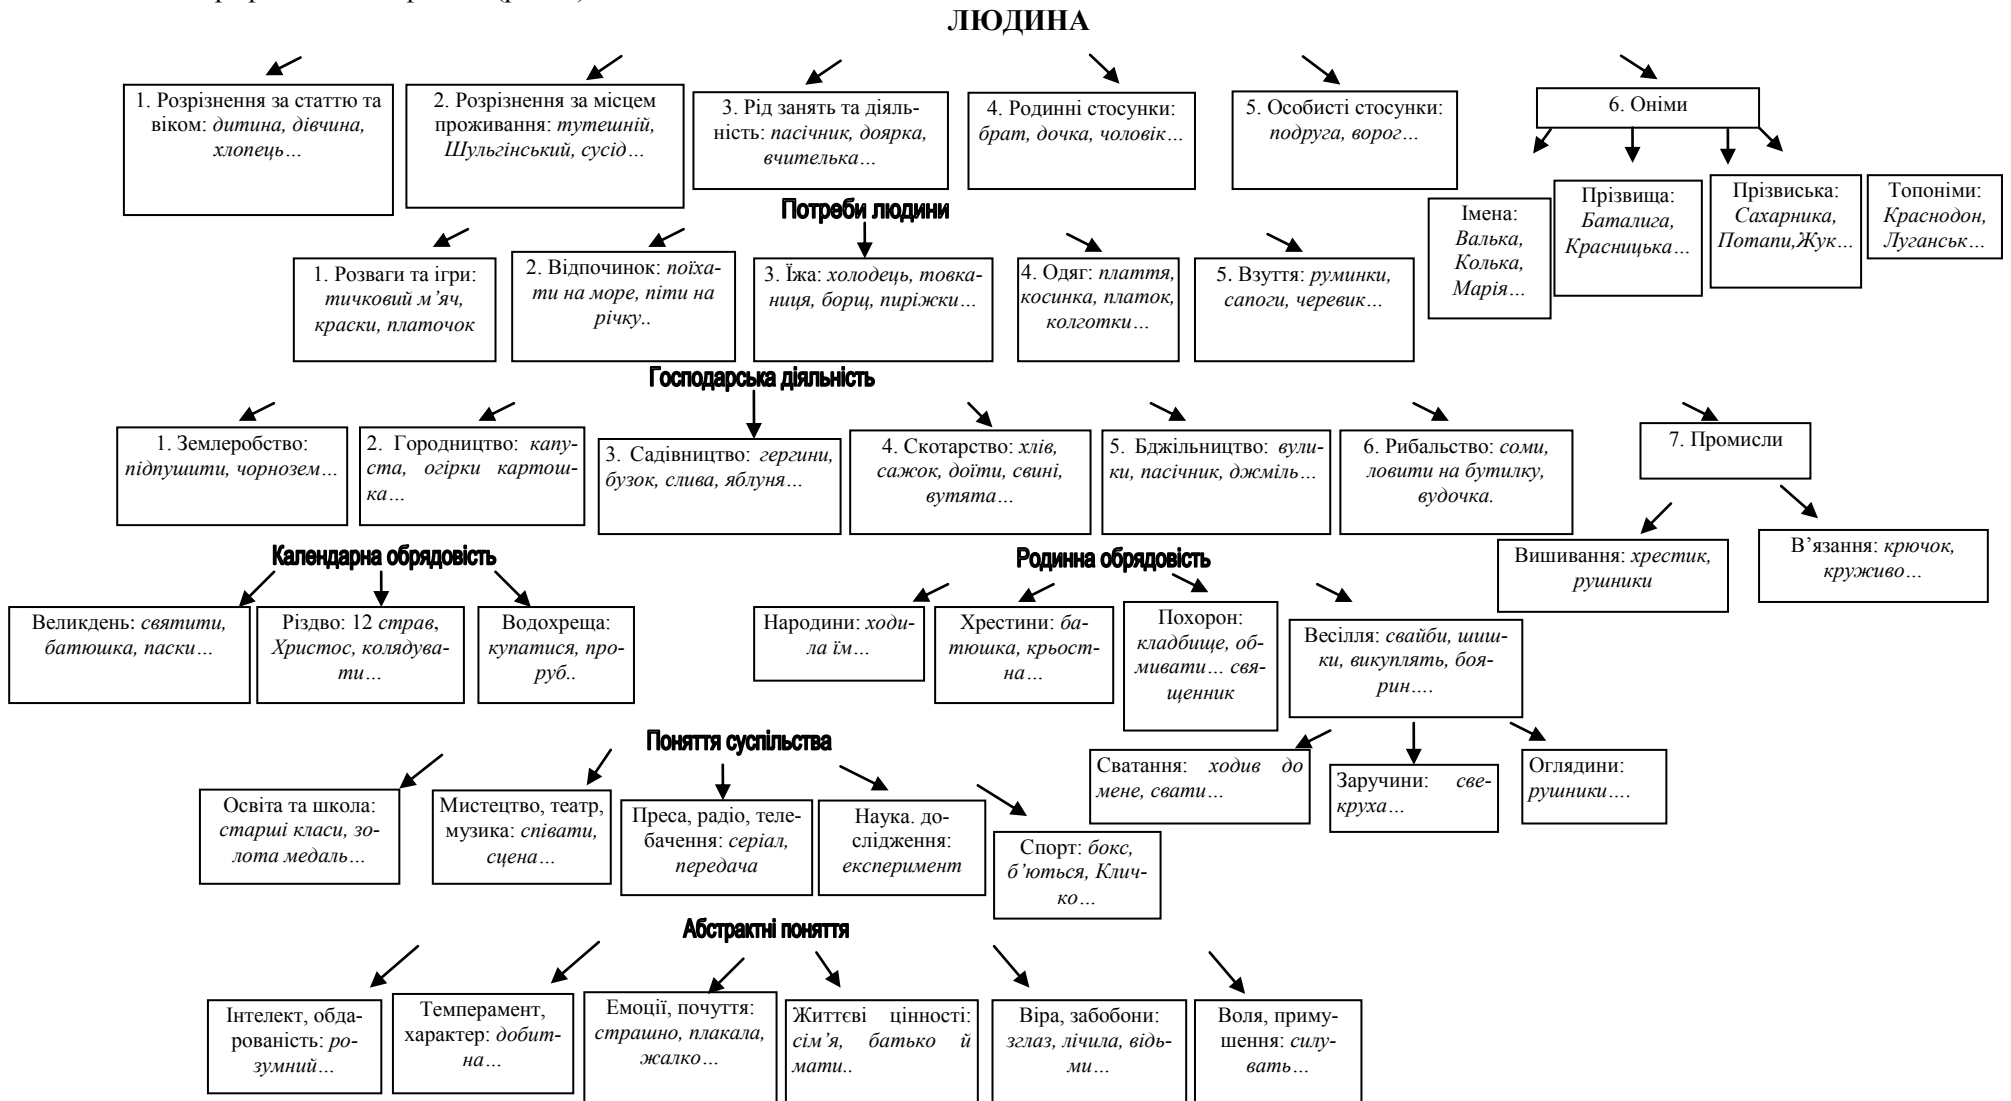 ЛЮДИНА
1. Розрізнення за статтю та
віком: дитина, дівчина,
хлопець…
2. Розрізнення за місцем
проживання: тутешній,
Шульгінський, сусід…
3. Рід занять та діяль-
ність: пасічник, доярка,
вчителька…
4. Родинні стосунки:
брат, дочка, чоловік…
5. Особисті стосунки:
подруга, ворог…
6. Оніми
Імена:
Валька,
Колька,
Марія…
Прізвища:
Баталига,
Красницька…
Прізвиська:
Сахарника,
Потапи,Жук…
Топоніми:
Краснодон,
Луганськ…
Потреби людини
1. Розваги та ігри:
тичковий м’яч,
краски, платочок
2. Відпочинок: поїха-
ти на море, піти на
річку..
3. Їжа: холодець, товка-
ниця, борщ, пиріжки…
4. Одяг: плаття,
косинка, платок,
колготки…
5. Взуття: руминки,
сапоги, черевик…
Господарська діяльність
1. Землеробство:
підпушити, чорнозем…
2. Городництво: капу-
ста, огірки картош-
ка…
3. Садівництво: гергини,
бузок, слива, яблуня…
4. Скотарство: хлів,
сажок, доїти, свині,
вутята…
5. Бджільництво: вули-
ки, пасічник, джміль…
6. Рибальство: соми,
ловити на бутилку,
вудочка.
7. Промисли
Вишивання: хрестик,
рушники
В’язання: крючок,
круживо…
Календарна обрядовість
Великдень: святити,
батюшка, паски…
Різдво: 12 страв,
Христос, колядува-
ти…
Водохреща:
купатися, про-
руб..
Родинна обрядовість
Народини: ходи-
ла їм…
Хрестини: ба-
тюшка, крьост-
на…
Похорон:
кладбище, об-
мивати… свя-
щенник
Весілля: свайби, шиш-
ки, викуплять, боя-
рин….
Сватання: ходив до
мене, свати…
Заручини: све-
круха…
Оглядини:
рушники….
Поняття суспільства
Освіта та школа:
старші класи, зо-
лота медаль…
Мистецтво, театр,
музика: співати,
сцена…
Преса, радіо, теле-
бачення: серіал,
передача
Наука. до-
слідження:
експеримент
Спорт: бокс,
б’ються, Клич-
ко…
Абстрактні поняття
Інтелект, обда-
рованість: ро-
зумний…
Темперамент,
характер: добит-
на…
Емоції, почуття:
страшно, плакала,
жалко…
Життєві цінності:
сім’я, батько й
мати..
Віра, забобони:
зглаз, лічила, відь-
ми…
Воля, приму-
шення: силу-
вать…